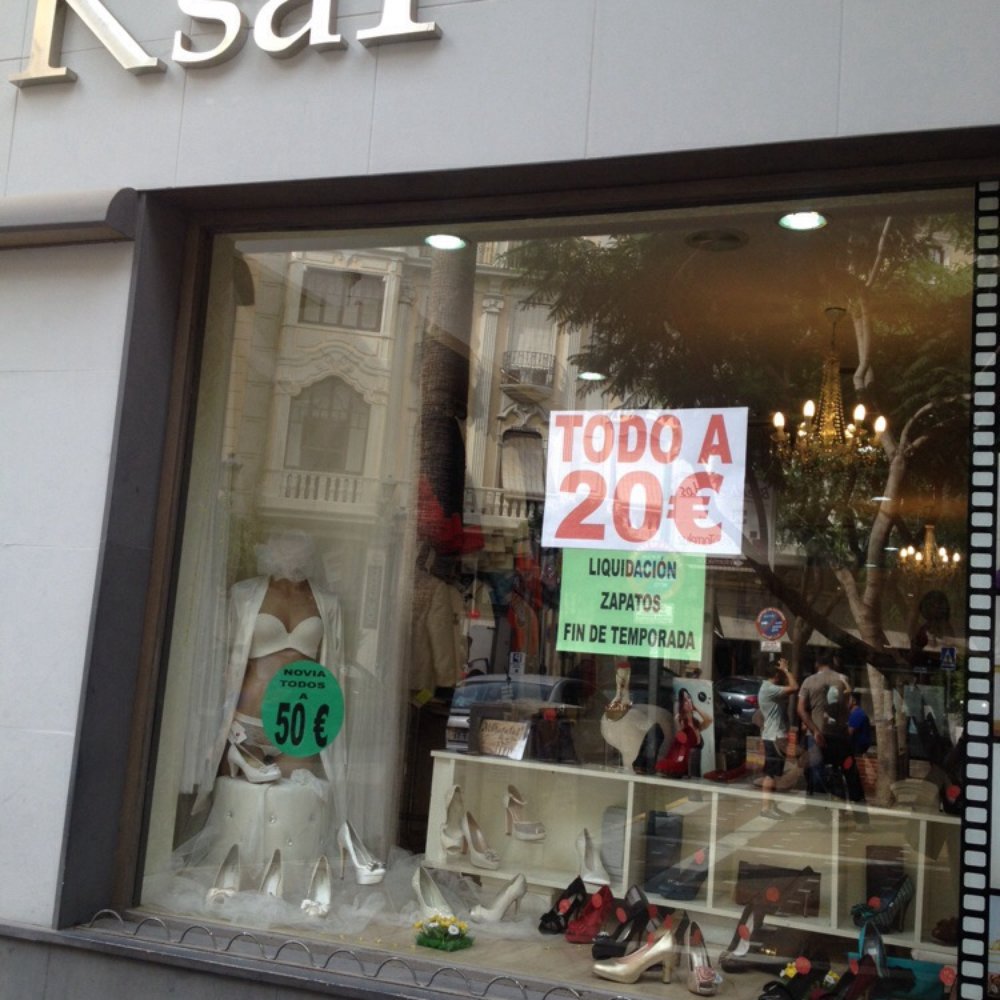 Ksar
TODO A
20€
LIQUIDACIÓN
ZAPATOS
FIN DE TEMPORADA
NOVIA
TODOS
A
50 €